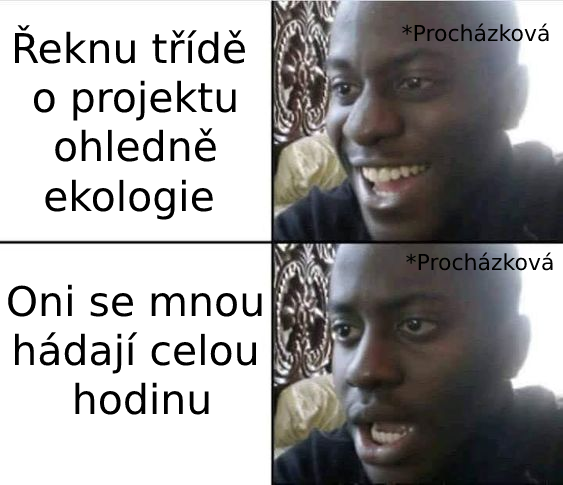 Řeknu třídě
o projektu
ohledně
ekologie
*Procházková
Oni se mnou
hádají celou
hodinu
*Procházková